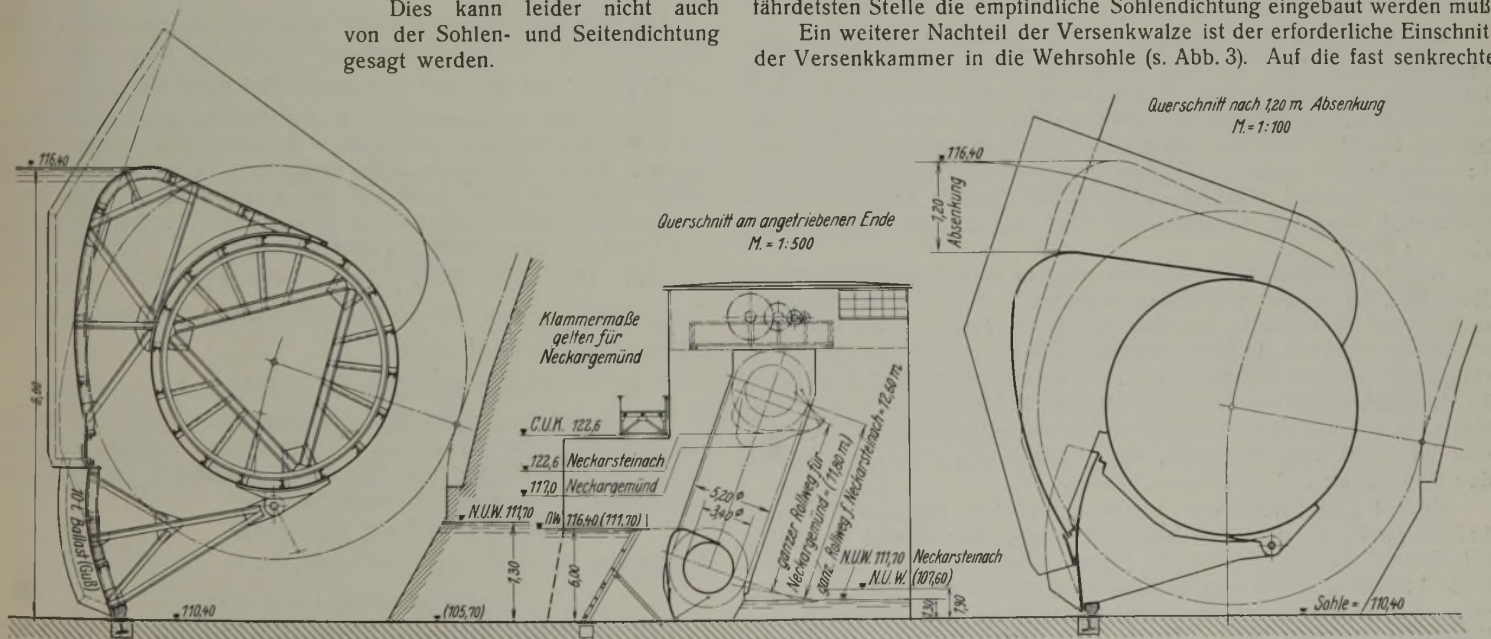 Dies kann leider nicht auch
von der Sohlen- und Seitendichtung
gesagt werden.
fährdetsten Stelle die empfindliche Sohlendichtung eingebaut werden muß
Ein weiterer Nachteil der Versenkwalze ist der erforderliche Einschnit
der Versenkkammer in die Wehrsohle (s. Abb. 3). Auf die fast senkrechte
116,40
6,00
10 t Ballast (Guß)
110,40
N.U.W. 111,70
1,30
(105,70)
Querschnitt am angetriebenen Ende
M. = 1:500
Klammermaße
gelten für
Neckargemünd
C.U.K. 122,6
122,6 Neckarsteinach
117,0 Neckargemünd
116,40 (111,70)
6,00
5,20 ø
3,40 ø
ganzer Rollweg für
Neckargemünd = (11,80 m)
ganz. Rollweg f. Neckarsteinach = 12,60 m
N.U.W. 111,70 Neckarsteinach
N.U.W. (107,60)
1,30
1,90
Querschnitt nach 1,20 m Absenkung
M. = 1:100
116,40
1,20
Absenkung
Sohle = 110,40